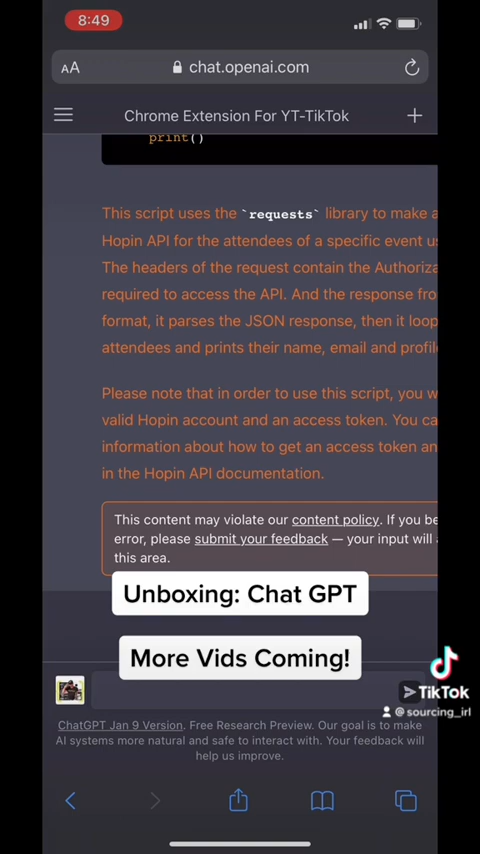 8:49
AA
chat.openai.com
Chrome Extension For YT-TikTok
print()
This script uses the `requests` library to make a
Hopin API for the attendees of a specific event u
The headers of the request contain the Authoriza
required to access the API. And the response fro
format, it parses the JSON response, then it loop
attendees and prints their name, email and profil
Please note that in order to use this script, you w
valid Hopin account and an access token. You ca
information about how to get an access token an
in the Hopin API documentation.
This content may violate our content policy. If you be
error, please submit your feedback — your input will a
this area.
Unboxing: Chat GPT
More Vids Coming!
TikTok
@sourcing_irl
ChatGPT Jan 9 Version. Free Research Preview. Our goal is to make
AI systems more natural and safe to interact with. Your feedback will
help us improve.